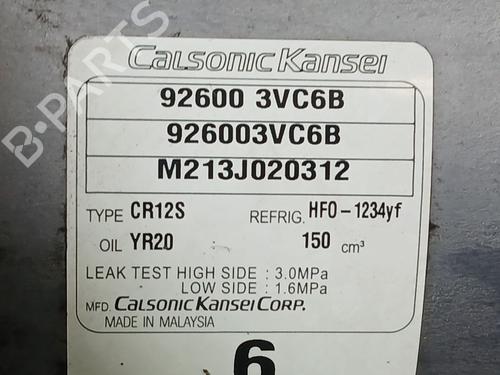 Calsonic Kansei
92600 3VC6B
926003VC6B
M213J020312
TYPE CR12S REFRIG. HFO-1234yf
OIL YR20 150 cm³
LEAK TEST HIGH SIDE : 3.0MPa
LOW SIDE : 1.6MPa
MFD. Calsonic Kansei Corp.
MADE IN MALAYSIA
6
B-PARTS